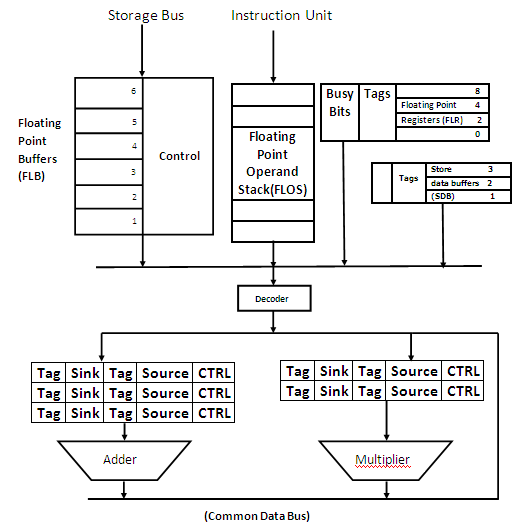 Storage Bus
Instruction Unit
Floating
Point
Buffers
(FLB)
6
5
4
3
2
1
Control
Floating
Point
Operand
Stack(FLOS)
Busy
Bits
Tags
8
Floating Point 4
Registers (FLR) 2
0
Tags
Store 3
data buffers 2
(SDB) 1
Decoder
Tag Sink Tag Source CTRL
Tag Sink Tag Source CTRL
Tag Sink Tag Source CTRL
Tag Sink Tag Source CTRL
Tag Sink Tag Source CTRL
Adder
Multiplier
(Common Data Bus)